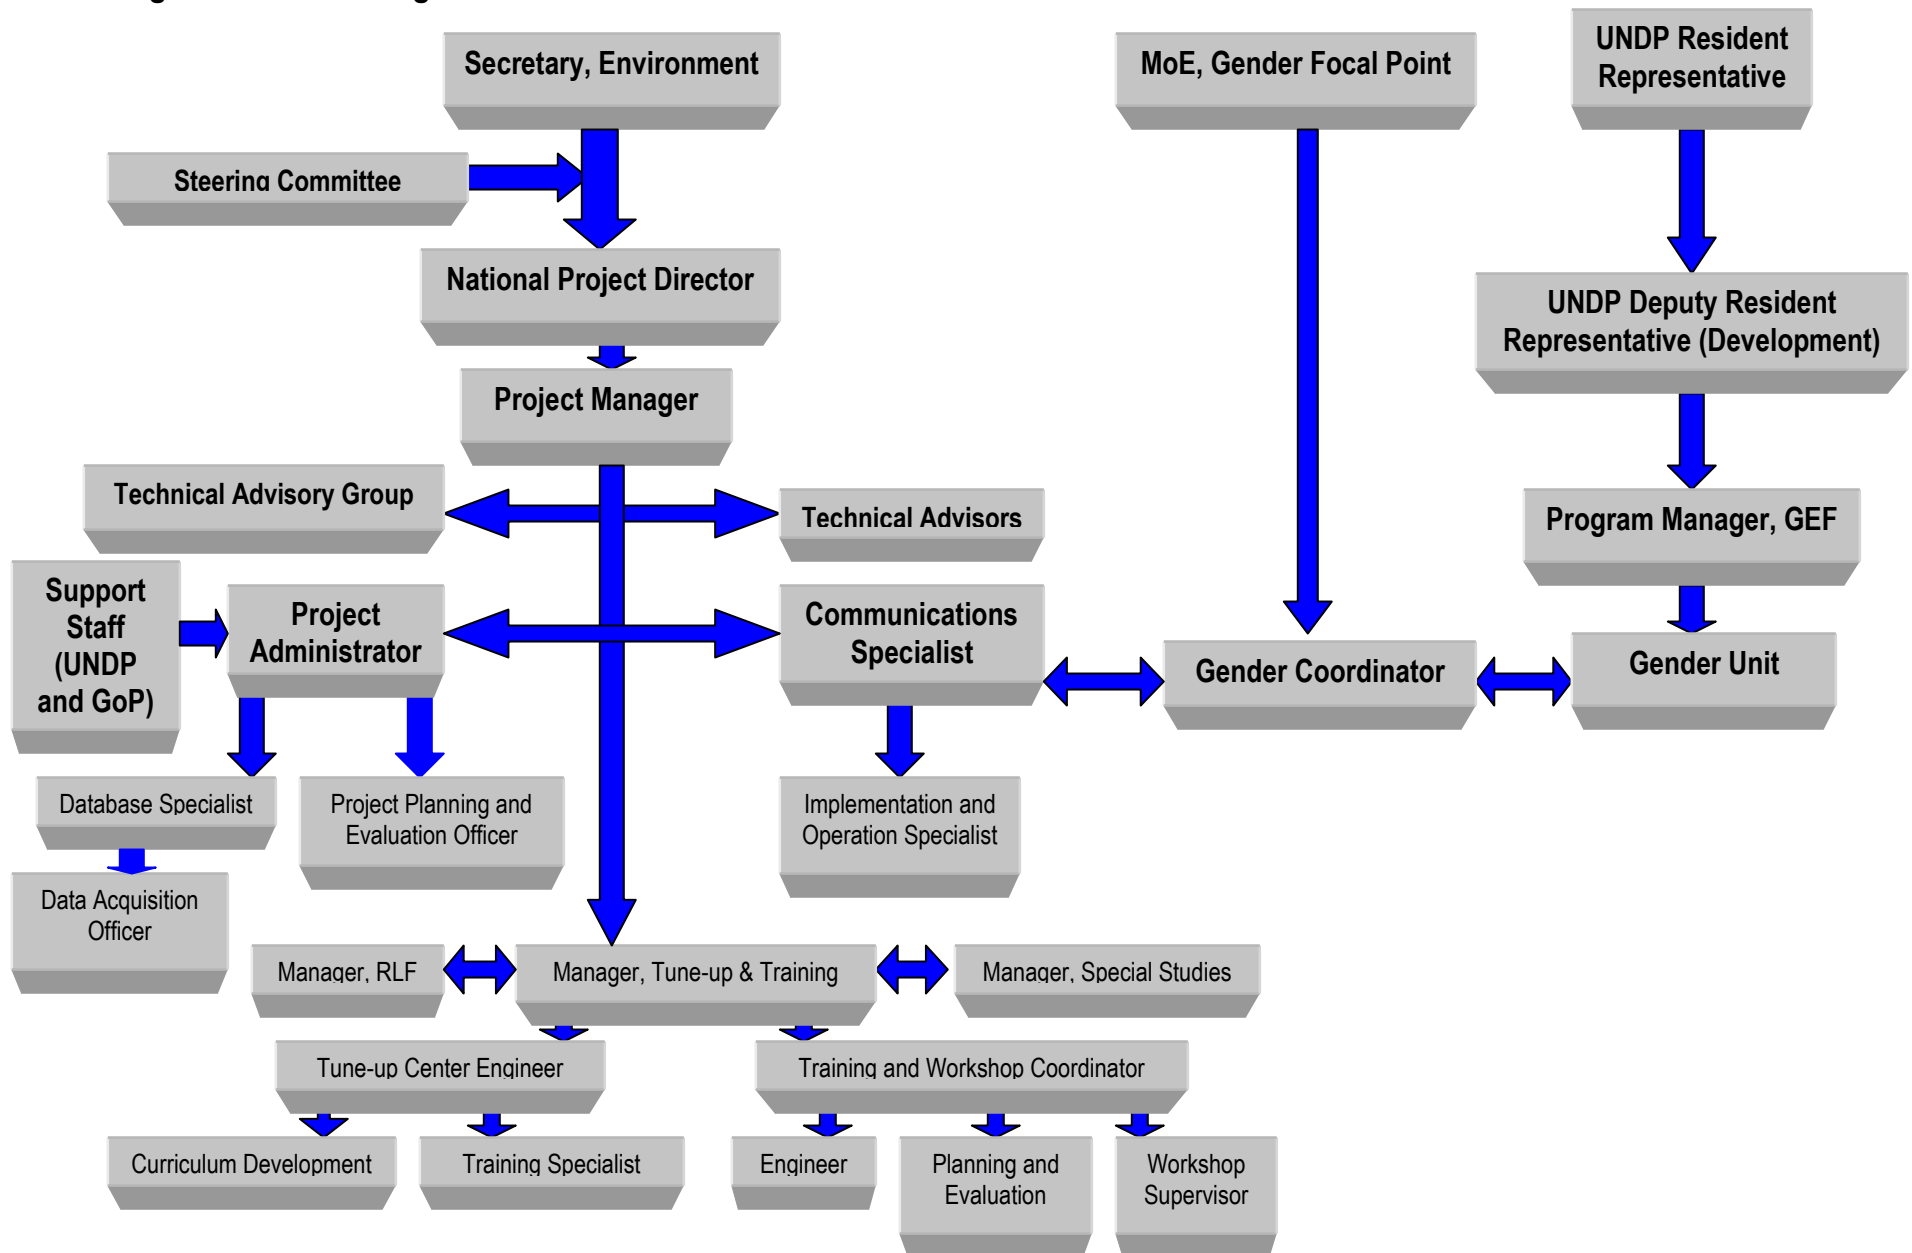 Secretary, Environment
MoE, Gender Focal Point
UNDP Resident
Representative
Steering Committee
National Project Director
UNDP Deputy Resident
Representative (Development)
Project Manager
Technical Advisory Group
Technical Advisors
Program Manager, GEF
Support
Staff
(UNDP
and GoP)
Project
Administrator
Communications
Specialist
Gender Coordinator
Gender Unit
Database Specialist
Project Planning and
Evaluation Officer
Implementation and
Operation Specialist
Data Acquisition
Officer
Manager, RLF
Manager, Tune-up & Training
Manager, Special Studies
Tune-up Center Engineer
Training and Workshop Coordinator
Curriculum Development
Training Specialist
Engineer
Planning and
Evaluation
Workshop
Supervisor